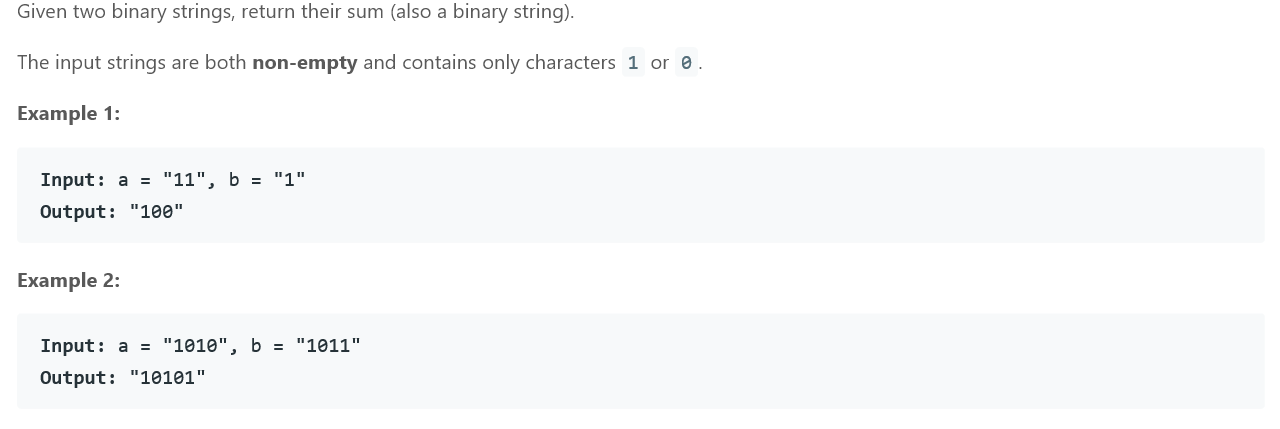 Given two binary strings, return their sum (also a binary string).
The input strings are both non-empty and contains only characters 1 or 0 .
Example 1:
Input: a = "11", b = "1"
Output: "100"
Example 2:
Input: a = "1010", b = "1011"
Output: "10101"